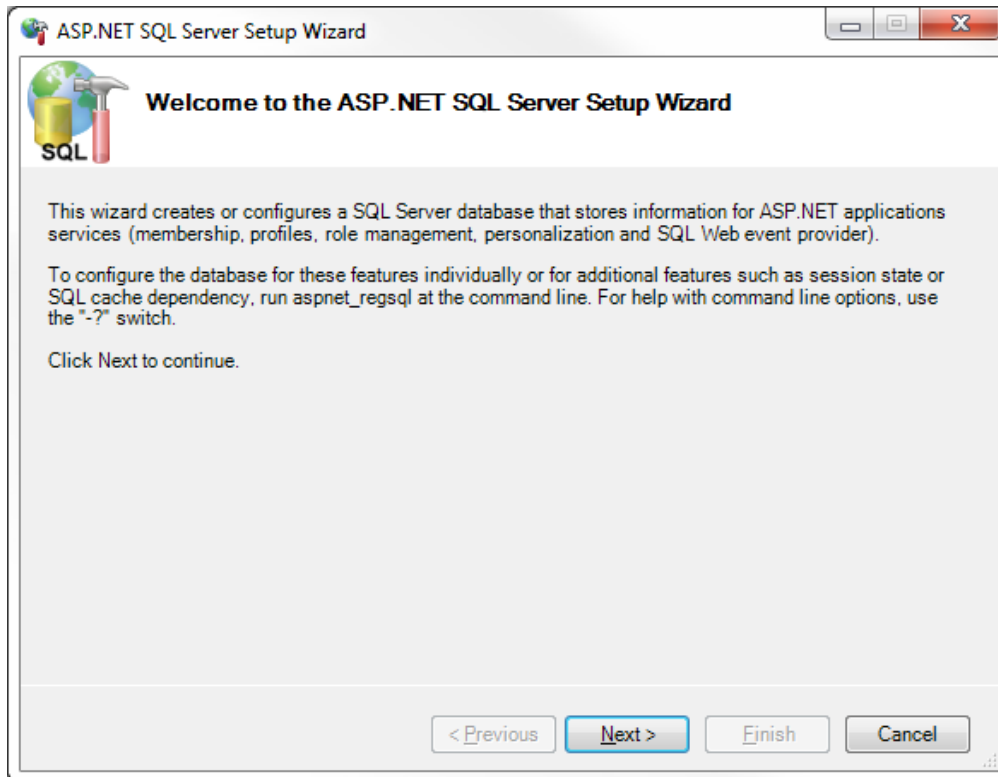 ASP.NET SQL Server Setup Wizard
SQL
Welcome to the ASP.NET SQL Server Setup Wizard
This wizard creates or configures a SQL Server database that stores information for ASP.NET applications
services (membership, profiles, role management, personalization and SQL Web event provider).
To configure the database for these features individually or for additional features such as session state or
SQL cache dependency, run aspnet_regsql at the command line. For help with command line options, use
the "-?" switch.
Click Next to continue.
< Previous
Next >
Finish
Cancel